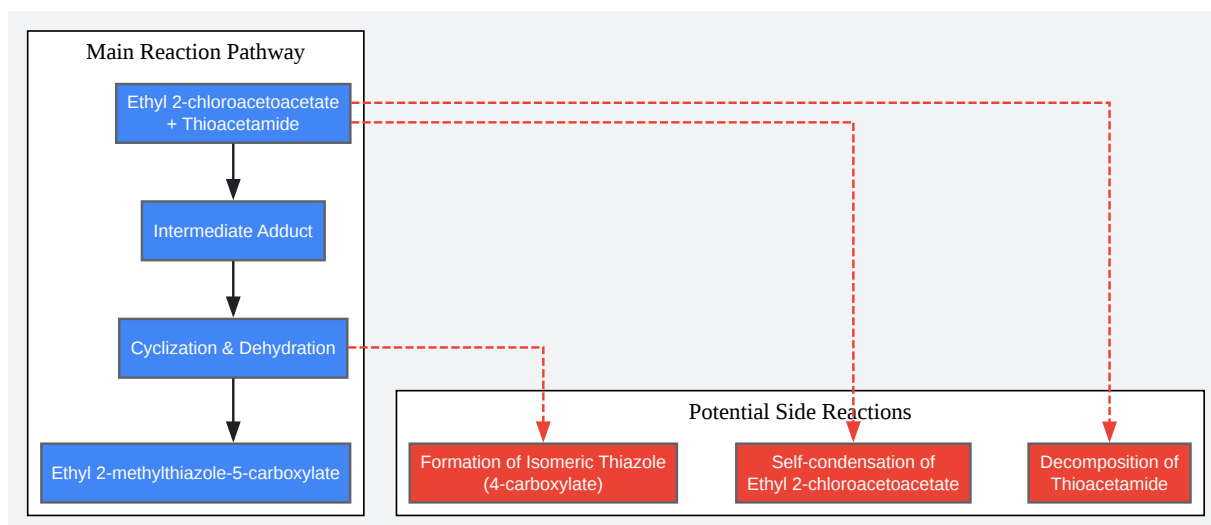 Main Reaction Pathway
Ethyl 2-chloroacetoacetate
+ Thioacetamide
Intermediate Adduct
Cyclization & Dehydration
Ethyl 2-methylthiazole-5-carboxylate
Potential Side Reactions
Formation of Isomeric Thiazole
(4-carboxylate)
Self-condensation of
Ethyl 2-chloroacetoacetate
Decomposition of
Thioacetamide